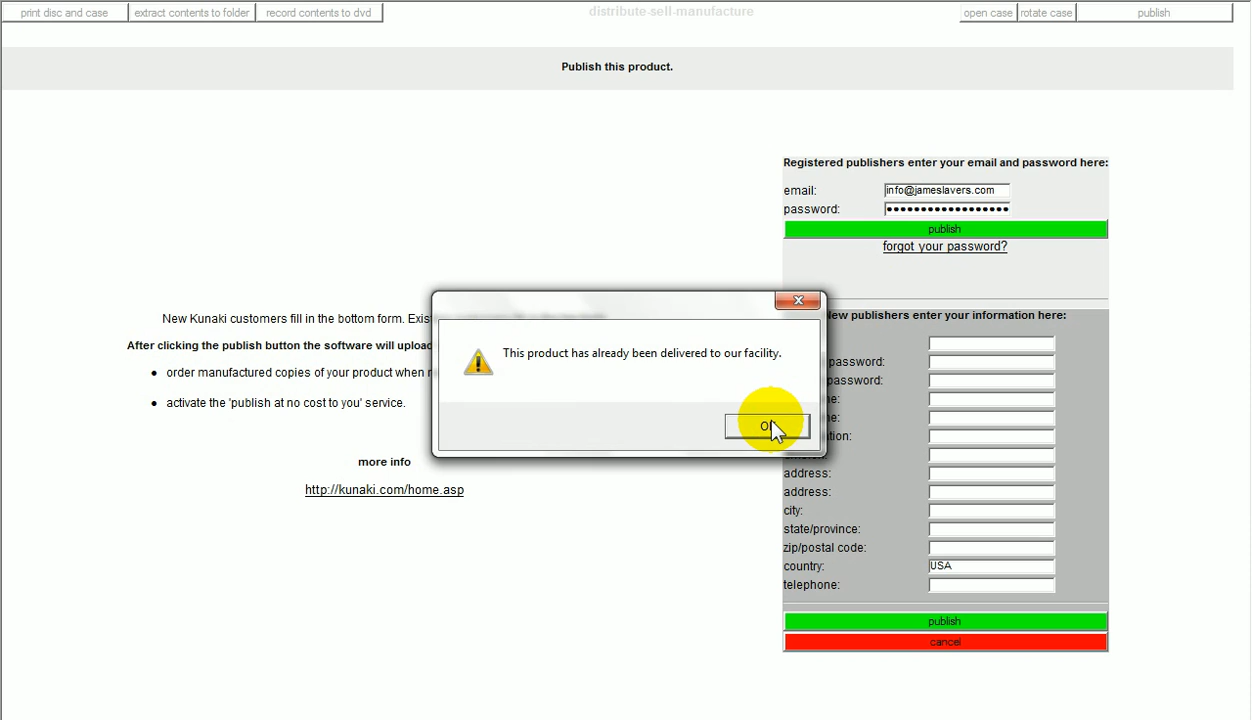 print disc and case
extract contents to folder
record contents to dvd
distribute-sell-manufacture
open case
rotate case
publish
Publish this product.
Registered publishers enter your email and password here:
email: info@jameslavers.com
password: ••••••••••••••••••
publish
forgot your password?
New Kunaki customers fill in the bottom form.
After clicking the publish button the software will upload
• order manufactured copies of your product when
• activate the 'publish at no cost to you' service.
more info
http://kunaki.com/home.asp
This product has already been delivered to our facility.
New publishers enter your information here:
password:
password:
address:
address:
city:
state/province:
zip/postal code:
country: USA
telephone:
publish
cancel